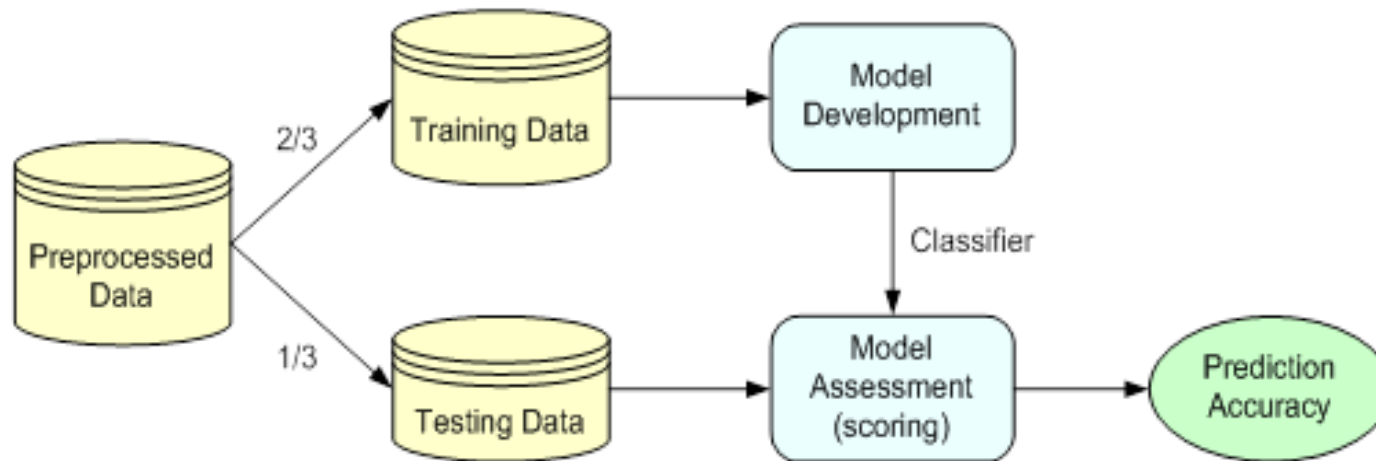 Preprocessed
Data
2/3
1/3
Training Data
Testing Data
Model
Development
Classifier
Model
Assessment
(scoring)
Prediction
Accuracy